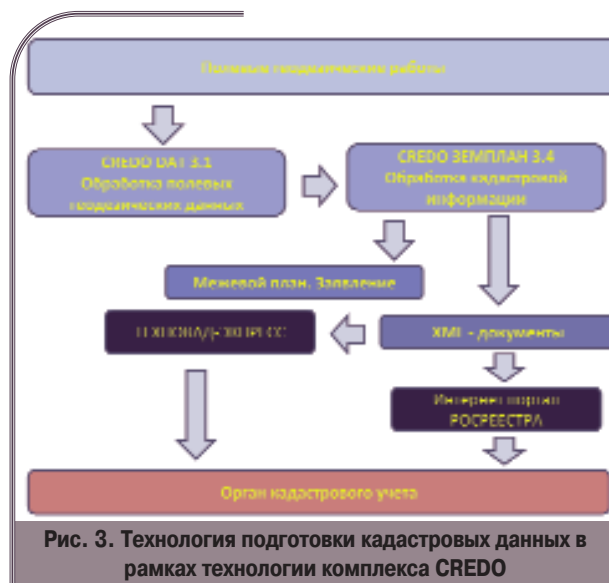 Полевые геодезические работы
CREDO DAT 3.1
Обработка полевых
геодезических данных
CREDO ЗЕМПЛАН 3.4
Обработка кадастровой
информации
Межевой план. Заявление
ТЕХНОКАД-ЭКСПРЕСС
XML - документы
Интернет портал
РОСРЕЕСТРА
Орган кадастрового учета
Рис. 3. Технология подготовки кадастровых данных в
рамках технологии комплекса CREDO